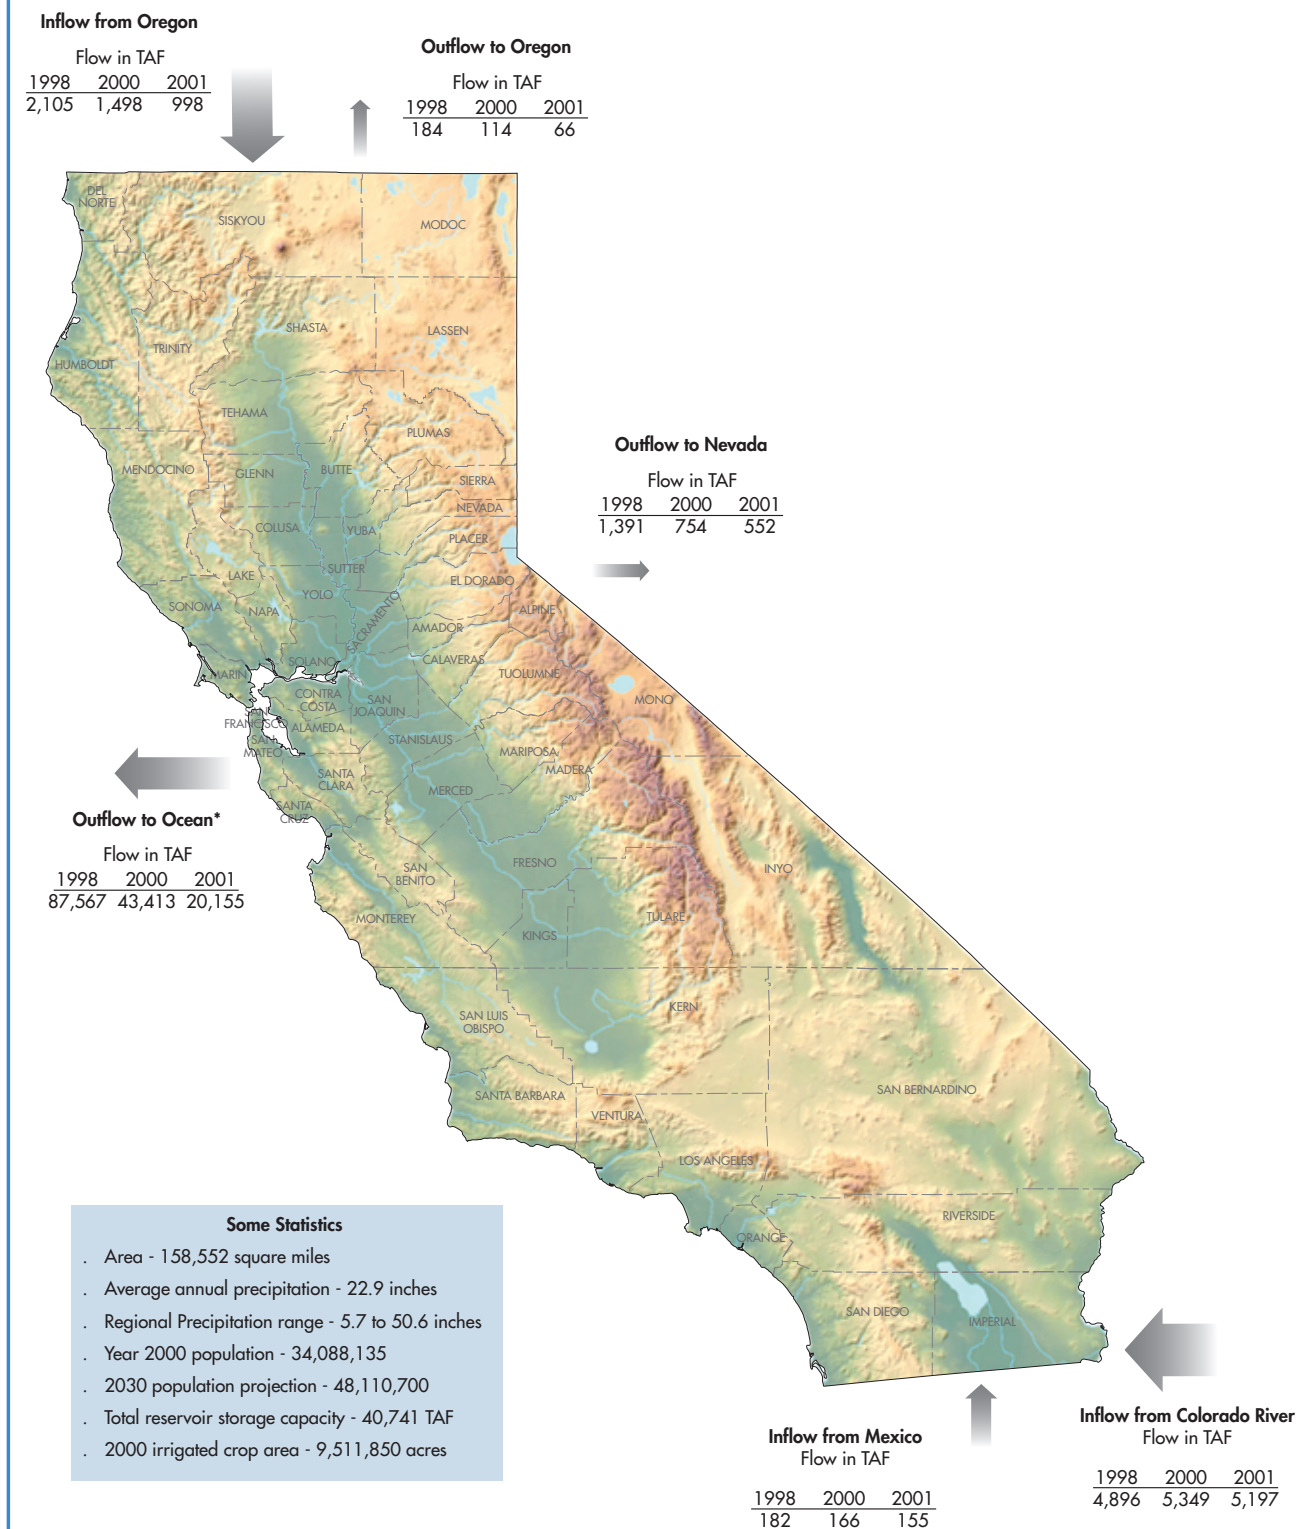 Inflow from Oregon
Flow in TAF
1998 2000 2001
2,105 1,498 998
Outflow to Oregon
Flow in TAF
1998 2000 2001
184 114 66
DEL
NORTE
SISKYOU
MODOC
SHASTA
LASSEN
TRINITY
HUMBOLDT
TEHAMA
PLUMAS
MENDOCINO
GLENN
BUTTE
SIERRA
NEVADA
COLUSA
YUBA
PLACER
SUTTER
LAKE
EL DORADO
YOLO
SONOMA
NAPA
SACRAMENTO
ALPINE
AMADOR
SOLANO
CALAVERAS
MARIN
TUOLUMNE
CONTRA
COSTA
SAN
JOAQUIN
MONO
SAN
FRANCISCO
ALAMEDA
SAN
MATEO
STANISLAUS
MARIPOSA
MADERA
SANTA
CLARA
MERCED
SANTA
CRUZ
FRESNO
INYO
SAN
BENITO
MONTEREY
TULARE
KINGS
SAN LUIS
OBISPO
KERN
SANTA BARBARA
VENTURA
SAN BERNARDINO
LOS ANGELES
RIVERSIDE
ORANGE
SAN DIEGO
IMPERIAL
Outflow to Nevada
Flow in TAF
1998 2000 2001
1,391 754 552
Outflow to Ocean*
Flow in TAF
1998 2000 2001
87,567 43,413 20,155
Some Statistics
. Area - 158,552 square miles
. Average annual precipitation - 22.9 inches
. Regional Precipitation range - 5.7 to 50.6 inches
. Year 2000 population - 34,088,135
. 2030 population projection - 48,110,700
. Total reservoir storage capacity - 40,741 TAF
. 2000 irrigated crop area - 9,511,850 acres
Inflow from Mexico
Flow in TAF
1998 2000 2001
182 166 155
Inflow from Colorado River
Flow in TAF
1998 2000 2001
4,896 5,349 5,197